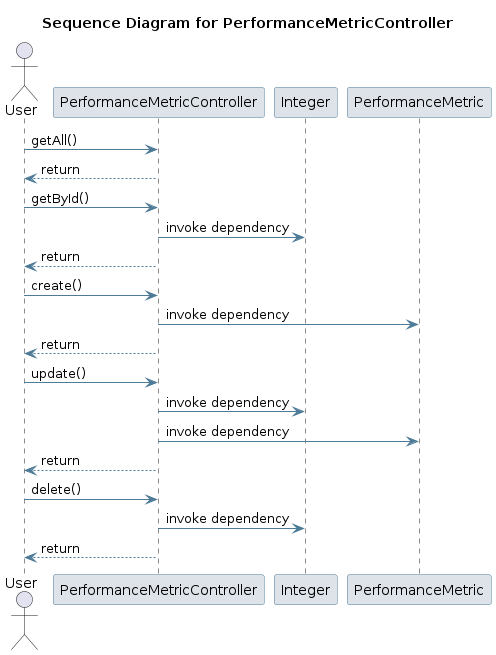 Sequence Diagram for PerformanceMetricController
User
PerformanceMetricController
Integer
PerformanceMetric
getAll()
return
getById()
invoke dependency
return
create()
invoke dependency
return
update()
invoke dependency
invoke dependency
return
delete()
invoke dependency
return
User
PerformanceMetricController
Integer
PerformanceMetric